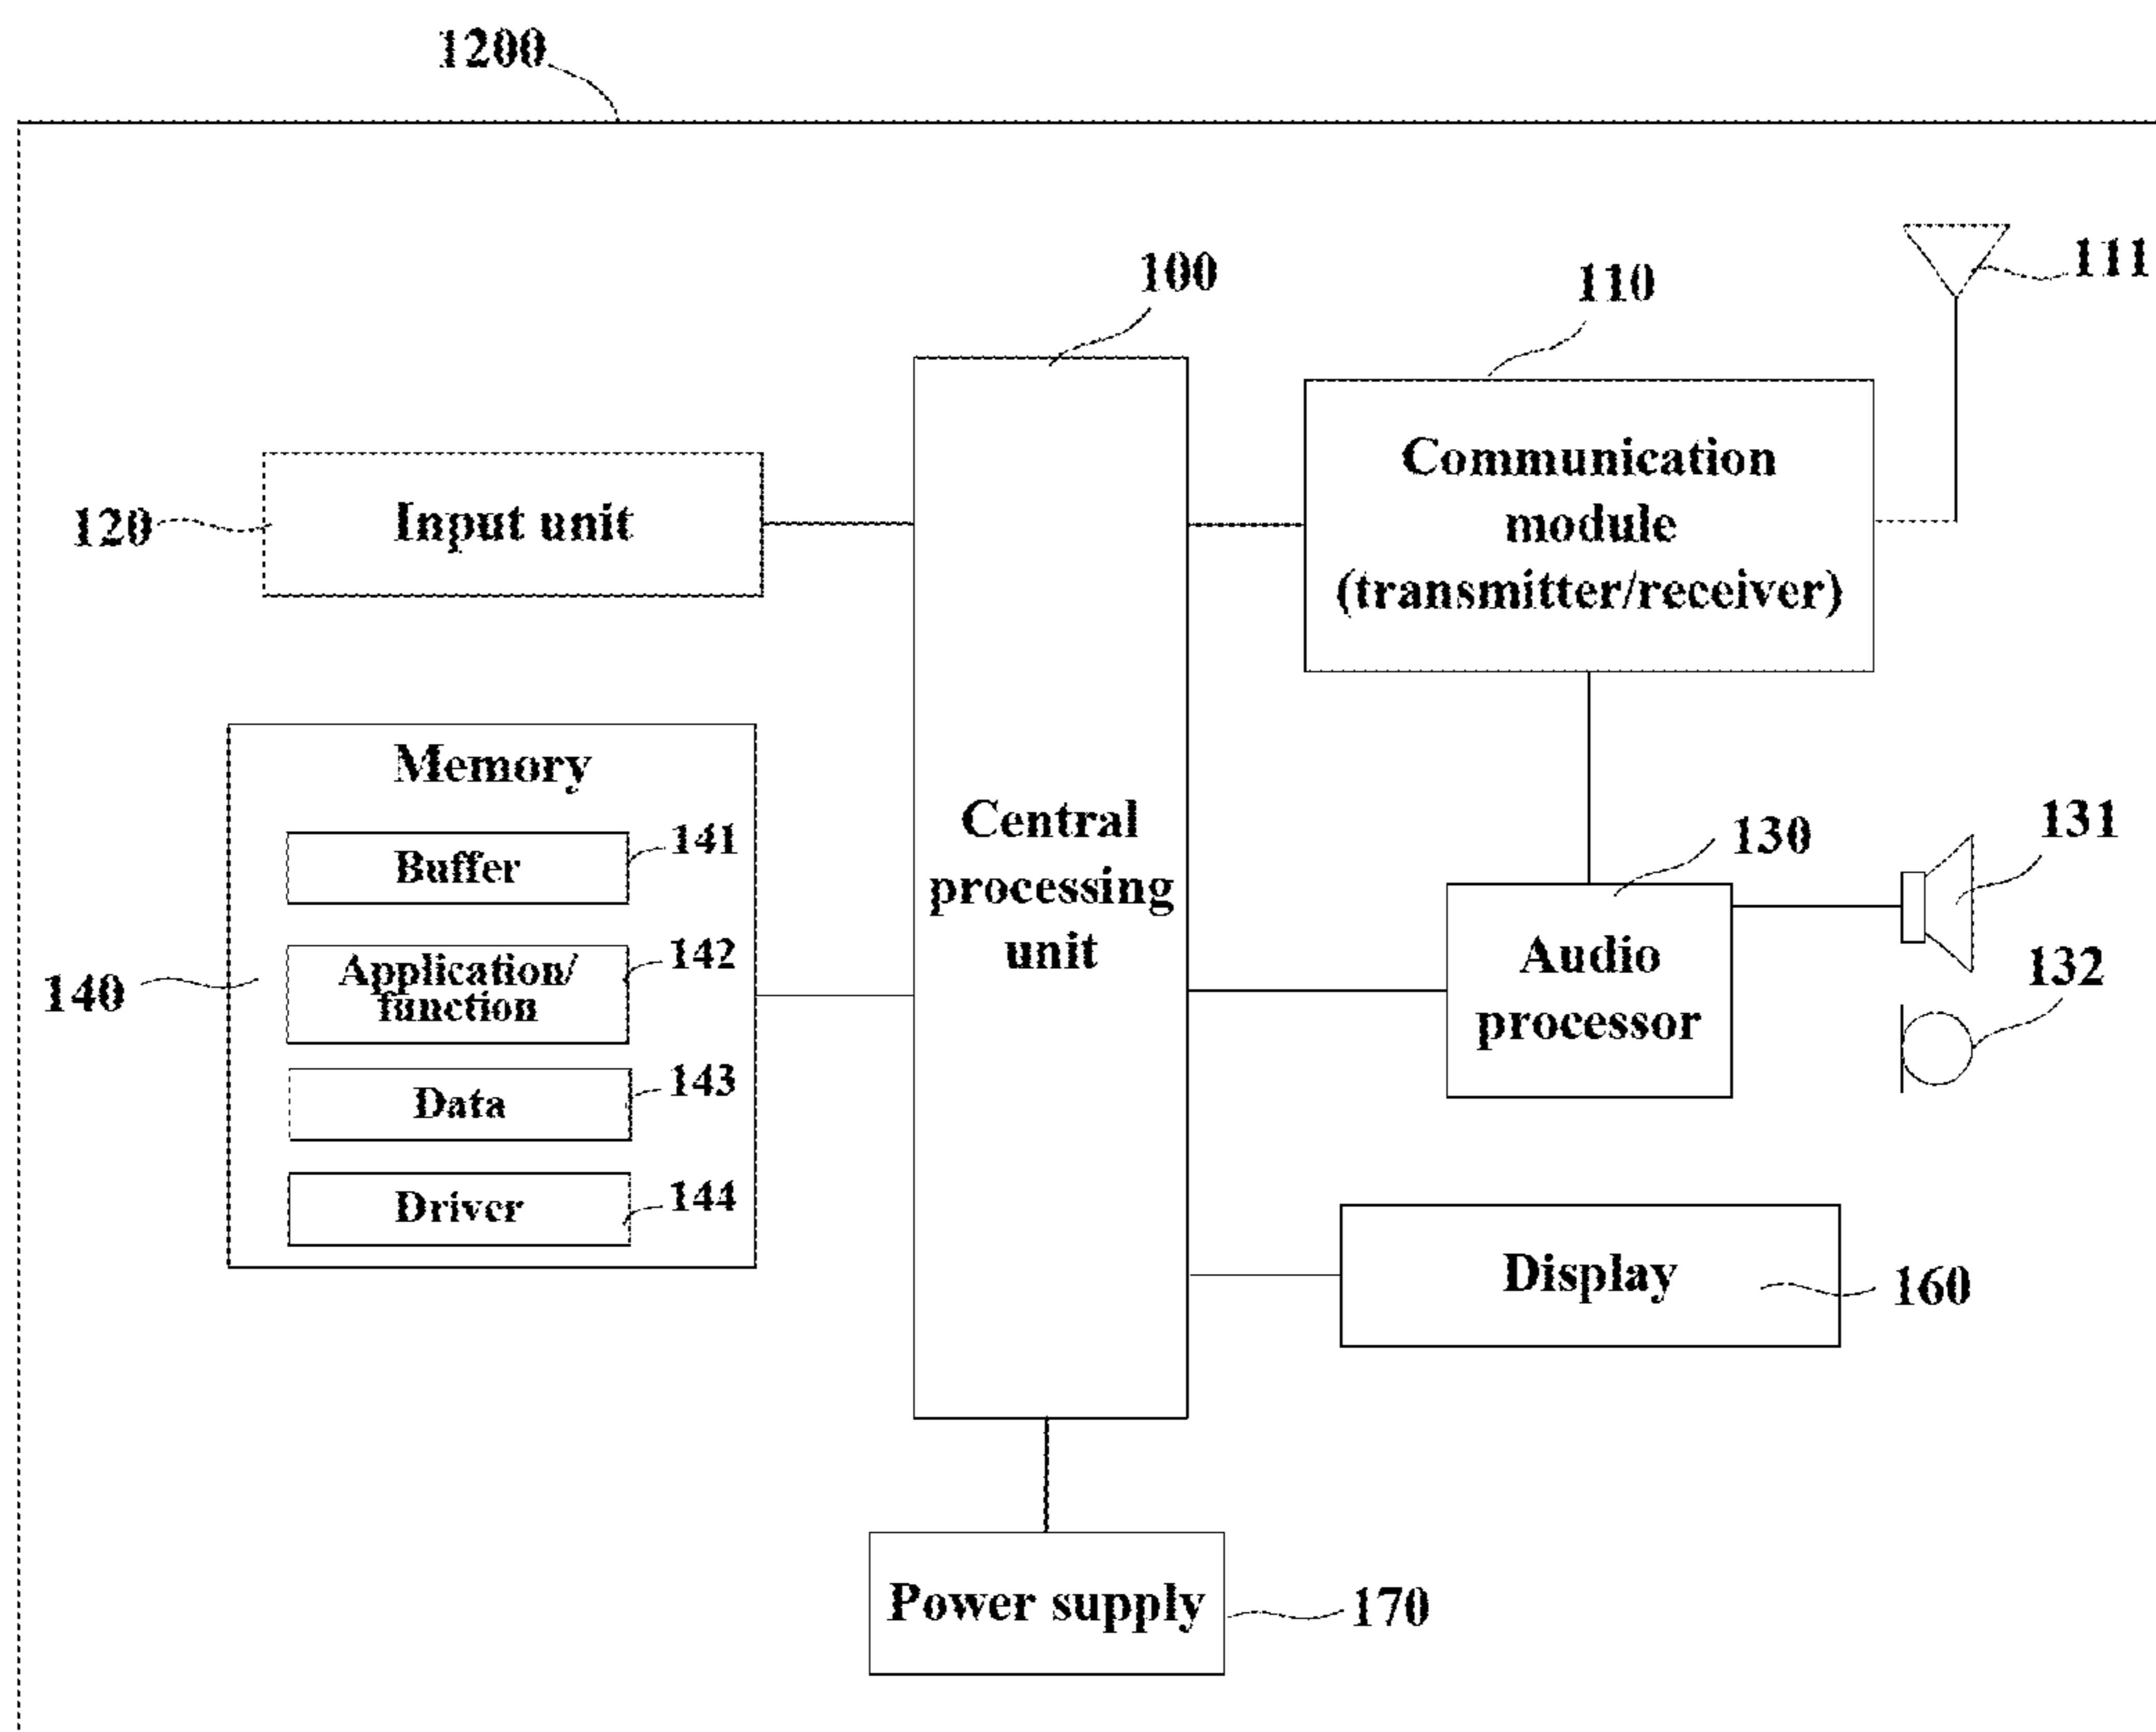 1200
100
110
111
Communication
module
(transmitter/receiver)
120
Input unit
Memory
Buffer
141
Application/
function
142
140
Data
143
Driver
144
Central
processing
unit
130
131
Audio
processor
132
Display
160
Power supply
170